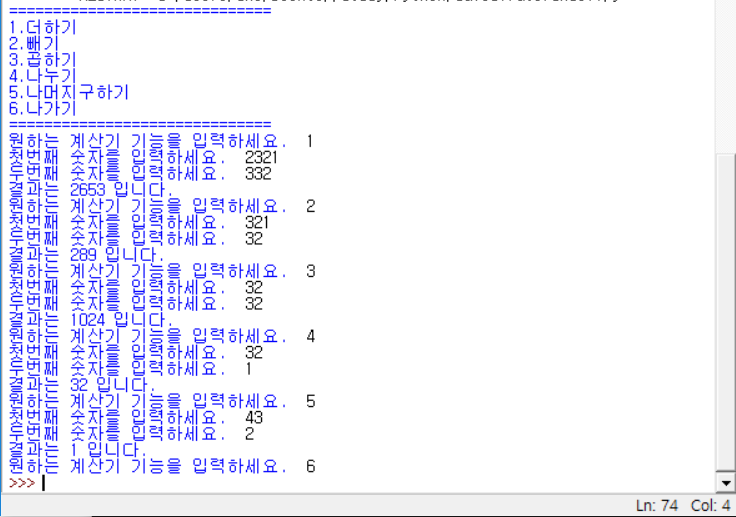 ==============================
1.더하기
2.빼기
3.곱하기
4.나누기
5.나머지구하기
6.나가기
==============================
원하는 계산기 기능을 입력하세요. 1
첫번째 숫자를 입력하세요. 2321
두번째 숫자를 입력하세요. 332
결과는 2653 입니다.
원하는 계산기 기능을 입력하세요. 2
첫번째 숫자를 입력하세요. 321
두번째 숫자를 입력하세요. 32
결과는 289 입니다.
원하는 계산기 기능을 입력하세요. 3
첫번째 숫자를 입력하세요. 32
두번째 숫자를 입력하세요. 32
결과는 1024 입니다.
원하는 계산기 기능을 입력하세요. 4
첫번째 숫자를 입력하세요. 32
두번째 숫자를 입력하세요. 1
결과는 32 입니다.
원하는 계산기 기능을 입력하세요. 5
첫번째 숫자를 입력하세요. 43
두번째 숫자를 입력하세요. 2
결과는 1 입니다.
원하는 계산기 기능을 입력하세요. 6
>>>
Ln: 74 Col: 4